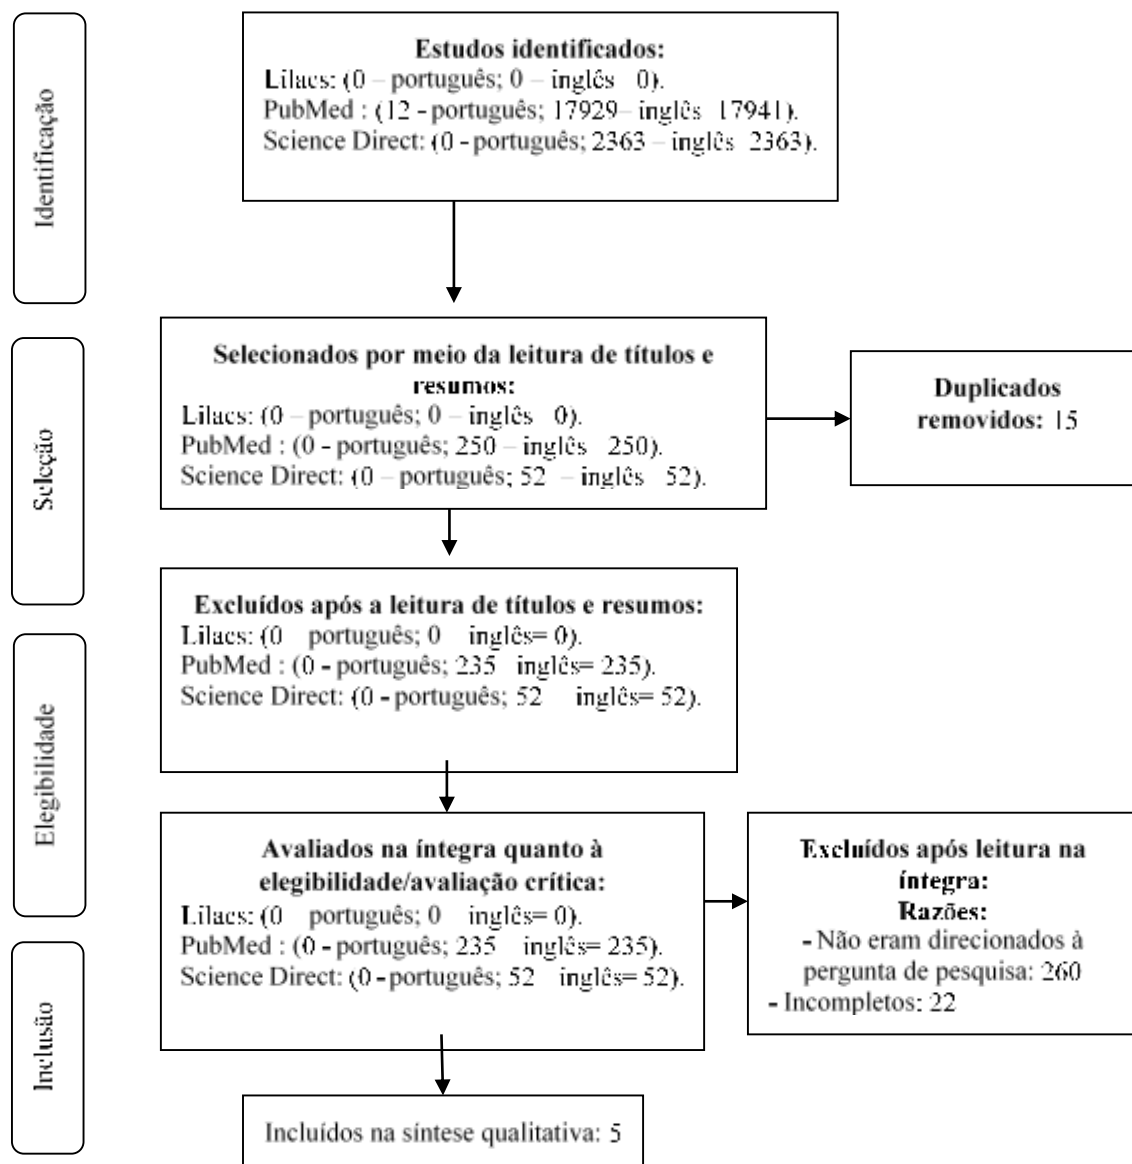 Identificação
Estudos identificados:
Lilacs: (0 – português; 0 – inglês 0).
PubMed : (12 - português; 17929– inglês 17941).
Science Direct: (0 - português; 2363 – inglês 2363).
Seleção
Selecionados por meio da leitura de títulos e
resumos:
Lilacs: (0 – português; 0 – inglês 0).
PubMed : (0 - português; 250 – inglês 250).
Science Direct: (0 – português; 52 – inglês 52).
Duplicados
removidos: 15
Excluídos após a leitura de títulos e resumos:
Lilacs: (0 português; 0 inglês= 0).
PubMed : (0 - português; 235 inglês= 235).
Science Direct: (0 - português; 52 inglês= 52).
Elegibilidade
Avaliados na íntegra quanto à
elegibilidade/avaliação crítica:
Lilacs: (0 português; 0 inglês= 0).
PubMed : (0 - português; 235 inglês= 235).
Science Direct: (0 - português; 52 inglês= 52).
Excluídos após leitura na
íntegra:
Razões:
- Não eram direcionados à
pergunta de pesquisa: 260
- Incompletos: 22
Inclusão
Incluídos na síntese qualitativa: 5